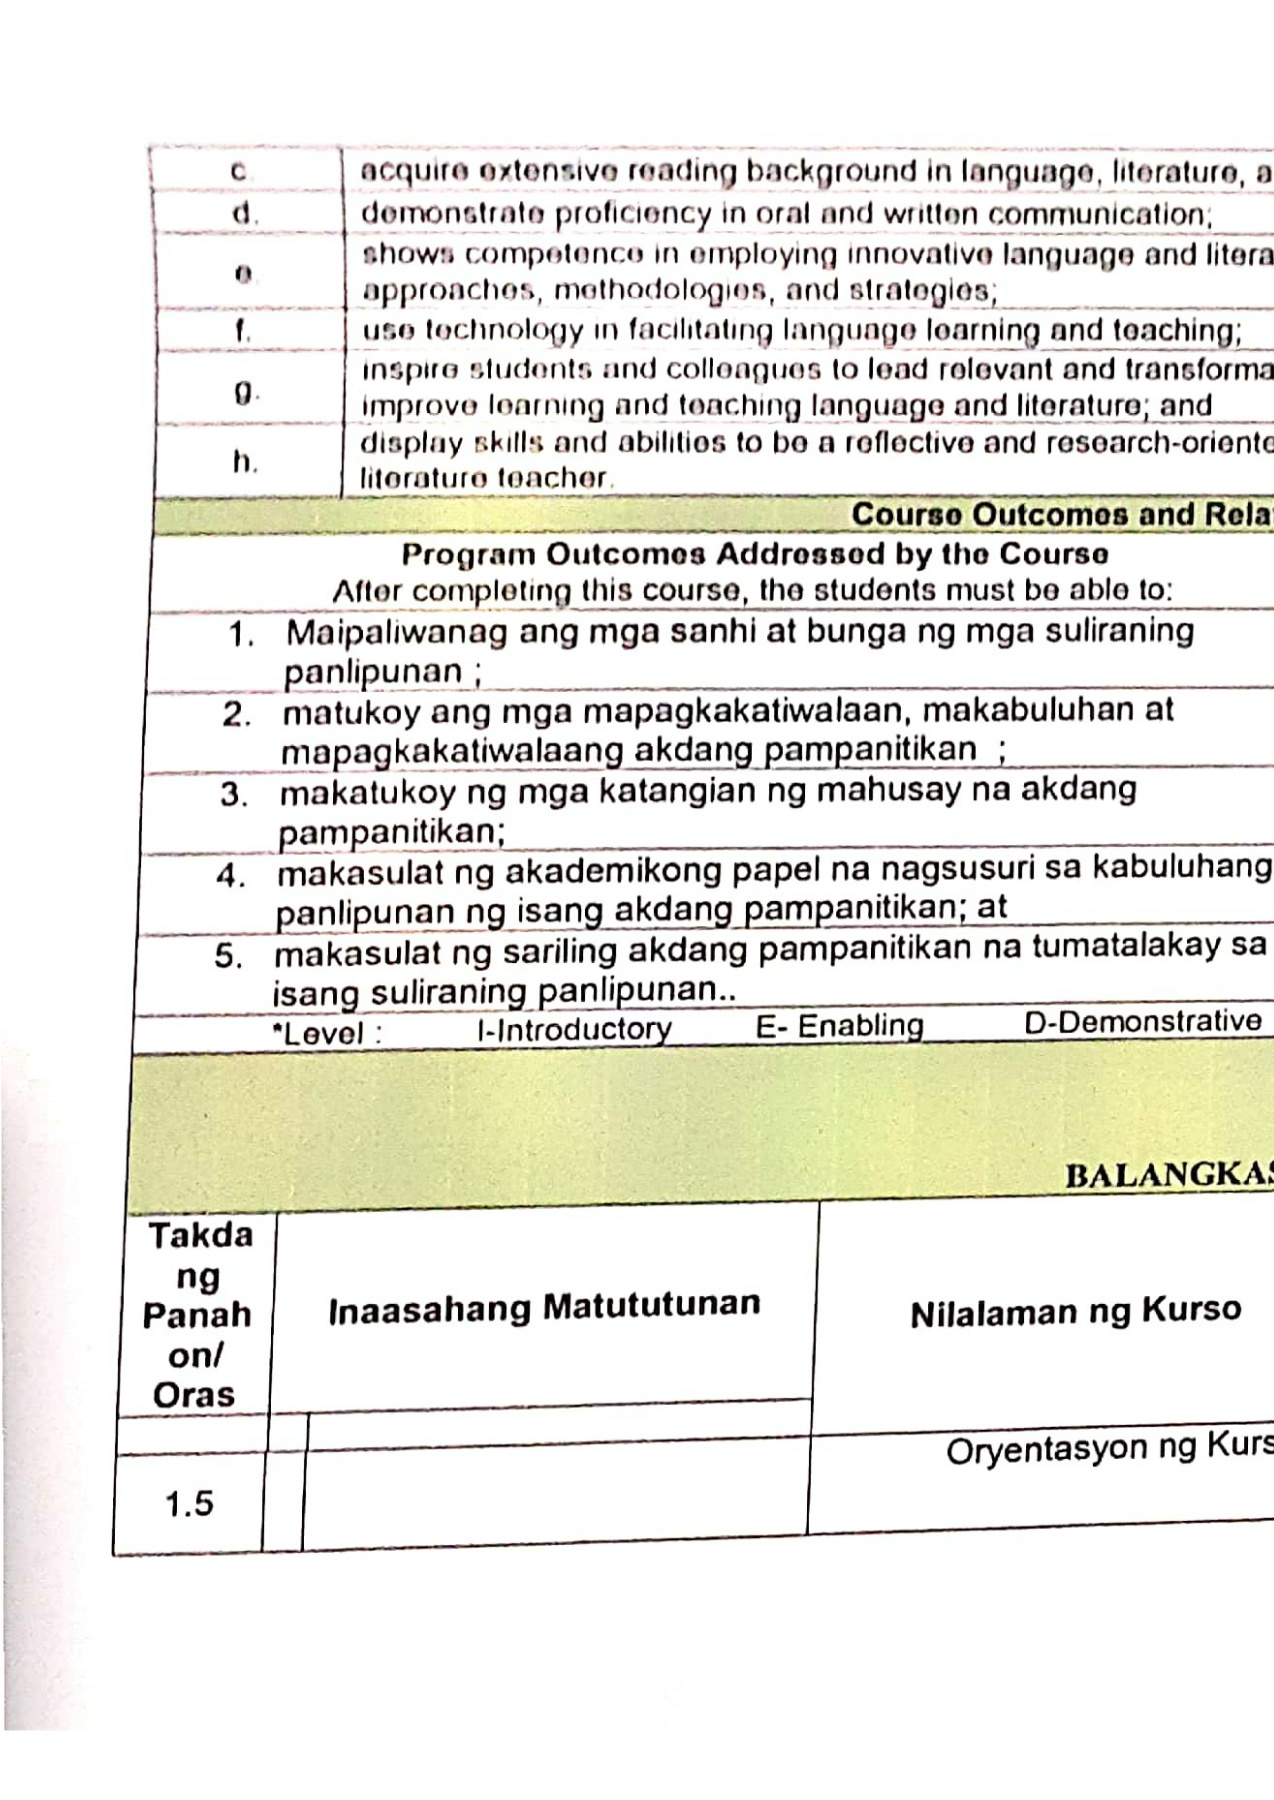 c. acquire extensive reading background in language, literature, a
d. demonstrate proficiency in oral and written communication;
e. shows competence in employing innovative language and litera
approaches, methodologies, and strategies;
f. use technology in facilitating language learning and teaching;
g. inspire students and colleagues to lead relevant and transforma
improve learning and teaching language and literature; and
h. display skills and abilities to be a reflective and research-oriente
literature teacher.
Course Outcomes and Rela
Program Outcomes Addressed by the Course
After completing this course, the students must be able to:
1. Maipaliwanag ang mga sanhi at bunga ng mga suliraning
panlipunan ;
2. matukoy ang mga mapagkakatiwalaan, makabuluhan at
mapagkakatiwalaang akdang pampanitikan ;
3. makatukoy ng mga katangian ng mahusay na akdang
pampanitikan;
4. makasulat ng akademikong papel na nagsusuri sa kabuluhang
panlipunan ng isang akdang pampanitikan; at
5. makasulat ng sariling akdang pampanitikan na tumatalakay sa
isang suliraning panlipunan..
*Level : I-Introductory E- Enabling D-Demonstrative
BALANGKAS
Takda
ng
Panah
on/
Oras
Inaasahang Matututunan
Nilalaman ng Kurso
Oryentasyon ng Kurs
1.5